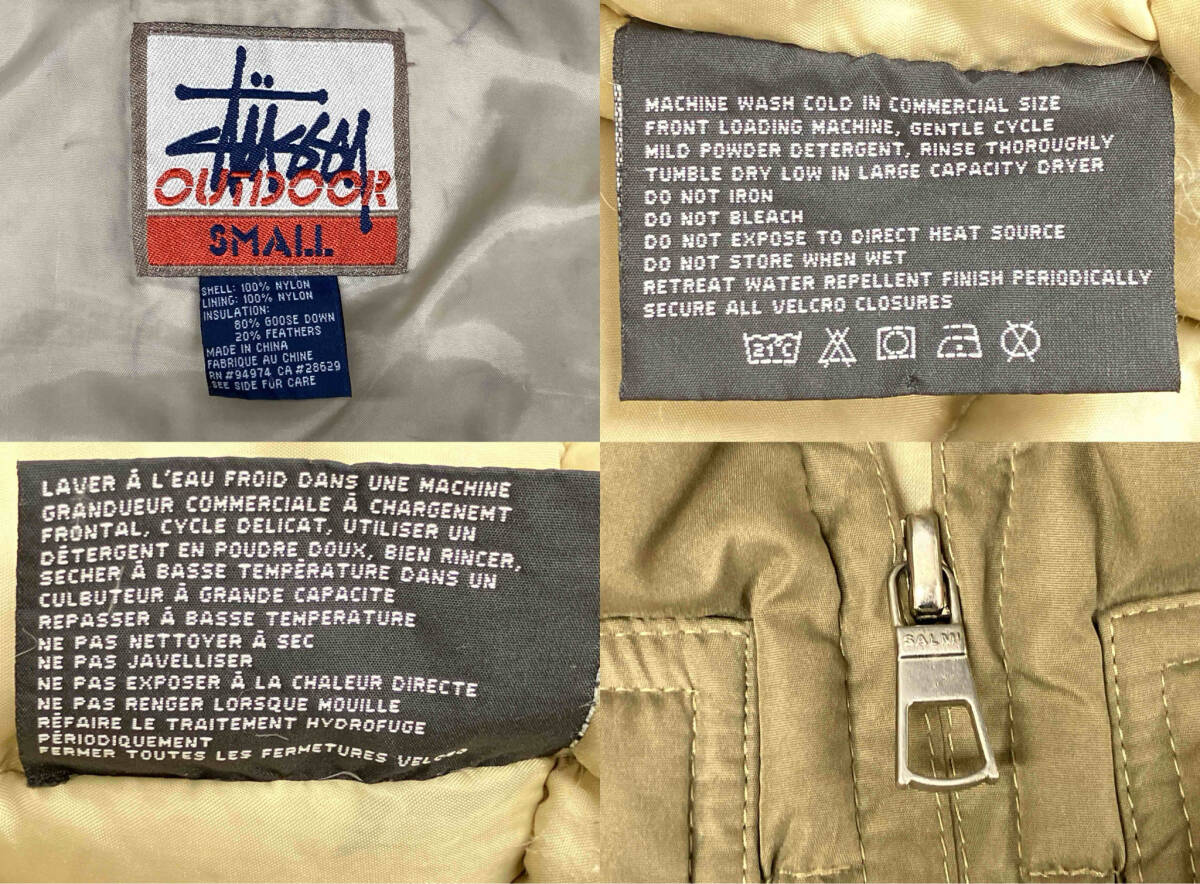 Stüssy
OUTDOOR
SMALL
SHELL: 100% NYLON
LINING: 100% NYLON
INSULATION:
80% GOOSE DOWN
20% FEATHERS
MADE IN CHINA
FABRIQUE AU CHINE
RN #94974 CA #28629
SEE SIDE FÜR CARE
MACHINE WASH COLD IN COMMERCIAL SIZE
FRONT LOADING MACHINE, GENTLE CYCLE
MILD POWDER DETERGENT, RINSE THOROUGHLY
TUMBLE DRY LOW IN LARGE CAPACITY DRYER
DO NOT IRON
DO NOT BLEACH
DO NOT EXPOSE TO DIRECT HEAT SOURCE
DO NOT STORE WHEN WET
RETREAT WATER REPELLENT FINISH PERIODICALLY
SECURE ALL VELCRO CLOSURES
21°C
LAVER À L'EAU FROID DANS UNE MACHINE
GRANDUEUR COMMERCIALE À CHARGENEMT
FRONTAL, CYCLE DELICAT, UTILISER UN
DÉTERGENT EN POUDRE DOUX, BIEN RINCER,
SECHER À BASSE TEMPÉRATURE DANS UN
CULBUTEUR À GRANDE CAPACITE
REPASSER À BASSE TEMPERATURE
NE PAS NETTOYER À SEC
NE PAS JAVELLISER
NE PAS EXPOSER À LA CHALEUR DIRECTE
NE PAS RENGER LORSQUE MOUILLE
RÉFAIRE LE TRAITEMENT HYDROFUGE
PÉRIODIQUEMENT
FERMER TOUTES LES FERMETURES VELCRO
SALMI